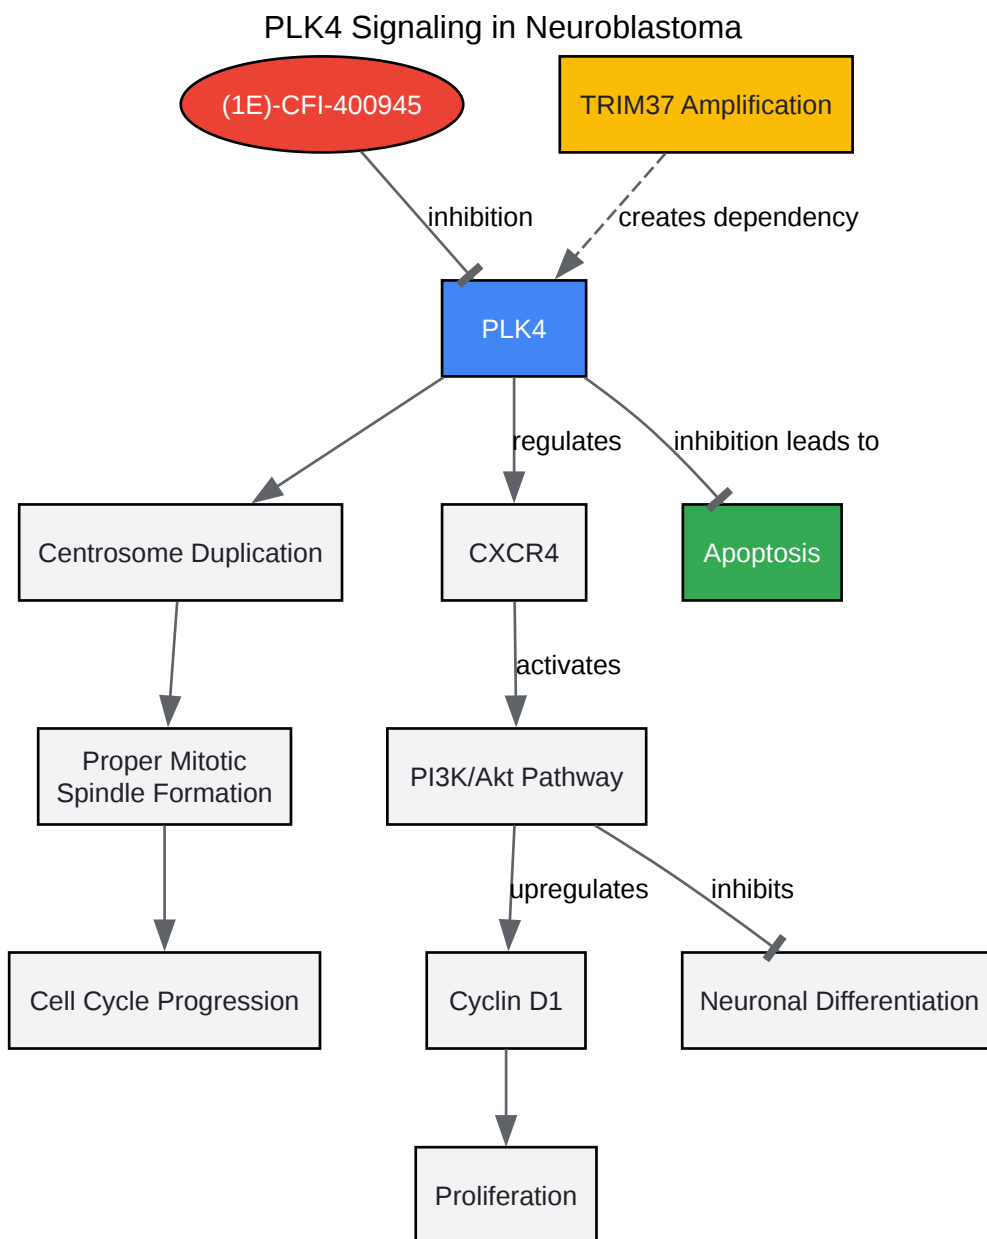 PLK4 Signaling in Neuroblastoma
(1E)-CFI-400945
TRIM37 Amplification
inhibition
creates dependency
PLK4
regulates
inhibition leads to
Centrosome Duplication
CXCR4
Apoptosis
activates
Proper Mitotic
Spindle Formation
PI3K/Akt Pathway
upregulates
inhibits
Cell Cycle Progression
Cyclin D1
Neuronal Differentiation
Proliferation